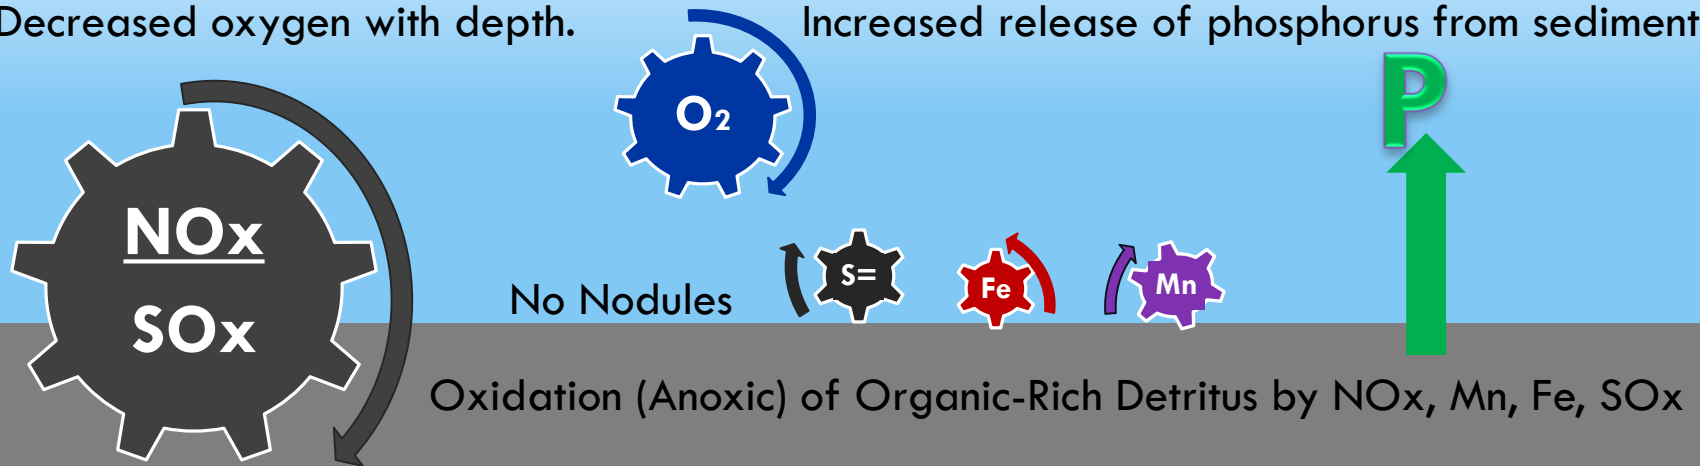 Decreased oxygen with depth.
Increased release of phosphorus from sediment
O₂
P
NOx
SOx
No Nodules
S=
Fe
Mn
Oxidation (Anoxic) of Organic-Rich Detritus by NOx, Mn, Fe, SOx